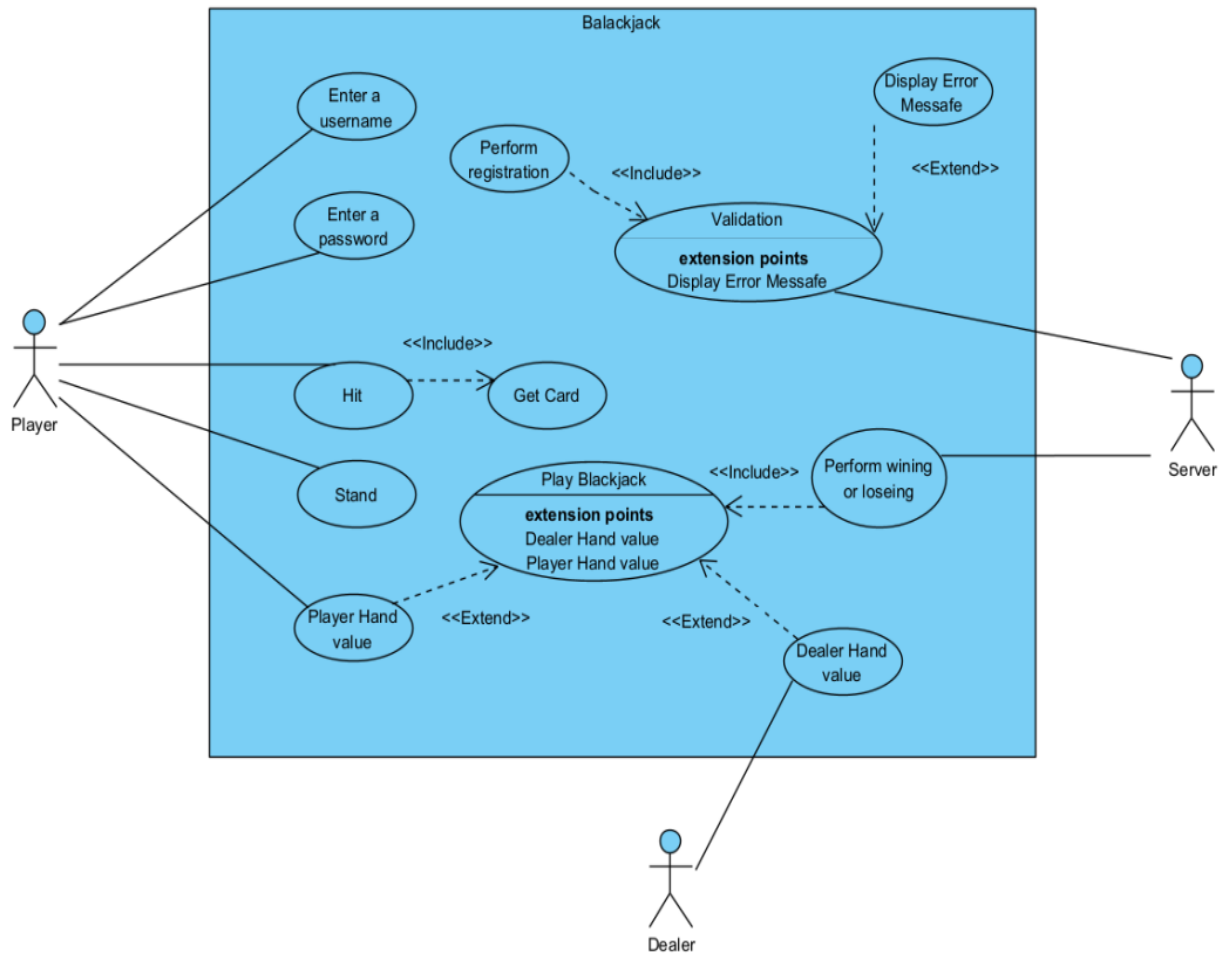 Balackjack
Enter a
username
Display Error
Messafe
Perform
registration
<<Include>>
<<Extend>>
Enter a
password
Validation
extension points
Display Error Messafe
<<Include>>
Hit
Get Card
Player
Server
Stand
Play Blackjack
extension points
Dealer Hand value
Player Hand value
<<Include>>
Perform wining
or loseing
Player Hand
value
<<Extend>>
<<Extend>>
Dealer Hand
value
Dealer